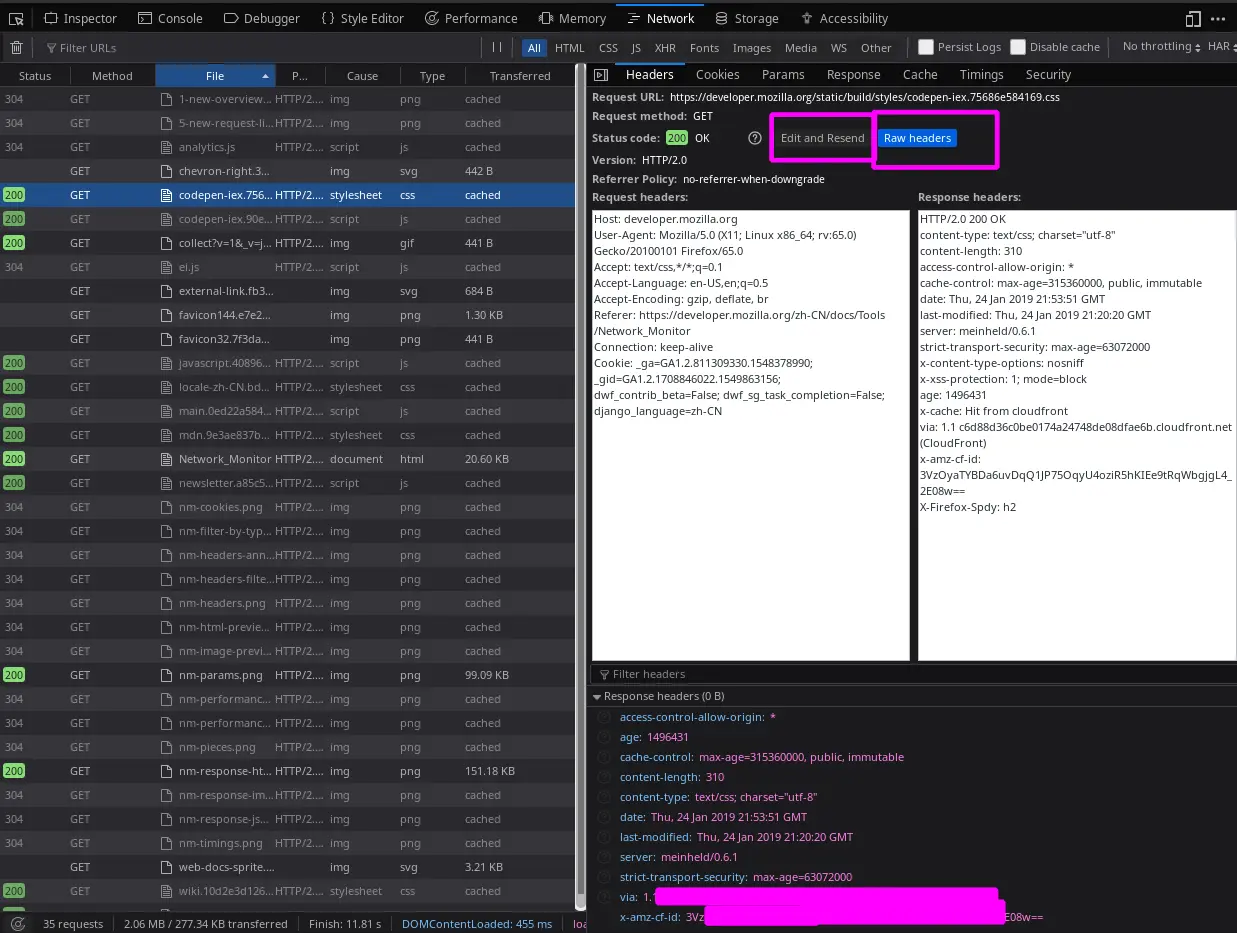 Inspector Console Debugger { } Style Editor Performance Memory Network Storage Accessibility
Filter URLs All HTML CSS JS XHR Fonts Images Media WS Other Persist Logs Disable cache No throttling HAR
Status Method File P... Cause Type Transferred
304 GET 1-new-overview... HTTP/2.... img png cached
304 GET 5-new-request-li... HTTP/2.... img png cached
304 GET analytics.js HTTP/2.... script js cached
GET chevron-right.3... HTTP/2.... img svg 442 B
200 GET codepen-iex.756... HTTP/2.... stylesheet css cached
200 GET codepen-iex.90e... HTTP/2.... script js cached
200 GET collect?v=1&_v=j... HTTP/2.... img gif 441 B
304 GET ei.js HTTP/2.... script js cached
GET external-link.fb3... HTTP/2.... img svg 684 B
GET favicon144.e7e2... HTTP/2.... img png 1.30 KB
GET favicon32.7f3da... HTTP/2.... img png 441 B
200 GET javascript.40896... HTTP/2.... script js cached
200 GET locale-zh-CN.bd... HTTP/2.... stylesheet css cached
200 GET main.0ed22a584... HTTP/2.... script js cached
200 GET mdn.9e3ae837b... HTTP/2.... stylesheet css cached
200 GET Network_Monitor HTTP/2.... document html 20.60 KB
200 GET newsletter.a85c5... HTTP/2.... script js cached
304 GET nm-cookies.png HTTP/2.... img png cached
304 GET nm-filter-by-typ... HTTP/2.... img png cached
304 GET nm-headers-ann... HTTP/2.... img png cached
304 GET nm-headers-filte... HTTP/2.... img png cached
304 GET nm-headers.png HTTP/2.... img png cached
304 GET nm-html-previe... HTTP/2.... img png cached
304 GET nm-image-previ... HTTP/2.... img png cached
200 GET nm-params.png HTTP/2.... img png 99.09 KB
304 GET nm-performanc... HTTP/2.... img png cached
304 GET nm-performanc... HTTP/2.... img png cached
304 GET nm-pieces.png HTTP/2.... img png cached
200 GET nm-response-ht... HTTP/2.... img png 151.18 KB
304 GET nm-response-im... HTTP/2.... img png cached
304 GET nm-response-js... HTTP/2.... img png cached
304 GET nm-timings.png HTTP/2.... img png cached
GET web-docs-sprite.... HTTP/2.... img svg 3.21 KB
200 GET wiki.10d2e3d126... HTTP/2.... stylesheet css cached
35 requests 2.06 MB / 277.34 KB transferred Finish: 11.81 s DOMContentLoaded: 455 ms loa
Headers Cookies Params Response Cache Timings Security
Request URL: https://developer.mozilla.org/static/build/styles/codepen-iex.75686e584169.css
Request method: GET
Status code: 200 OK Edit and Resend Raw headers
Version: HTTP/2.0
Referrer Policy: no-referrer-when-downgrade
Request headers:
Host: developer.mozilla.org
User-Agent: Mozilla/5.0 (X11; Linux x86_64; rv:65.0)
Gecko/20100101 Firefox/65.0
Accept: text/css,*/*;q=0.1
Accept-Language: en-US,en;q=0.5
Accept-Encoding: gzip, deflate, br
Referer: https://developer.mozilla.org/zh-CN/docs/Tools
/Network_Monitor
Connection: keep-alive
Cookie: _ga=GA1.2.811309330.1548378990;
_gid=GA1.2.1708846022.1549863156;
dwf_contrib_beta=False; dwf_sg_task_completion=False;
django_language=zh-CN
Response headers:
HTTP/2.0 200 OK
content-type: text/css; charset="utf-8"
content-length: 310
access-control-allow-origin: *
cache-control: max-age=315360000, public, immutable
date: Thu, 24 Jan 2019 21:53:51 GMT
last-modified: Thu, 24 Jan 2019 21:20:20 GMT
server: meinheld/0.6.1
strict-transport-security: max-age=63072000
x-content-type-options: nosniff
x-xss-protection: 1; mode=block
age: 1496431
x-cache: Hit from cloudfront
via: 1.1 c6d88d36c0be0174a24748de08dfae6b.cloudfront.net
(CloudFront)
x-amz-cf-id:
3VzOyaTYBDa6uvDqQ1JP75OqyU4oziR5hKIEe9tRqWbgjgL4_
2E08w==
X-Firefox-Spdy: h2
Filter headers
Response headers (0 B)
access-control-allow-origin: *
age: 1496431
cache-control: max-age=315360000, public, immutable
content-length: 310
content-type: text/css; charset="utf-8"
date: Thu, 24 Jan 2019 21:53:51 GMT
last-modified: Thu, 24 Jan 2019 21:20:20 GMT
server: meinheld/0.6.1
strict-transport-security: max-age=63072000
via: 1.1
x-amz-cf-id: 3Vz E08w==